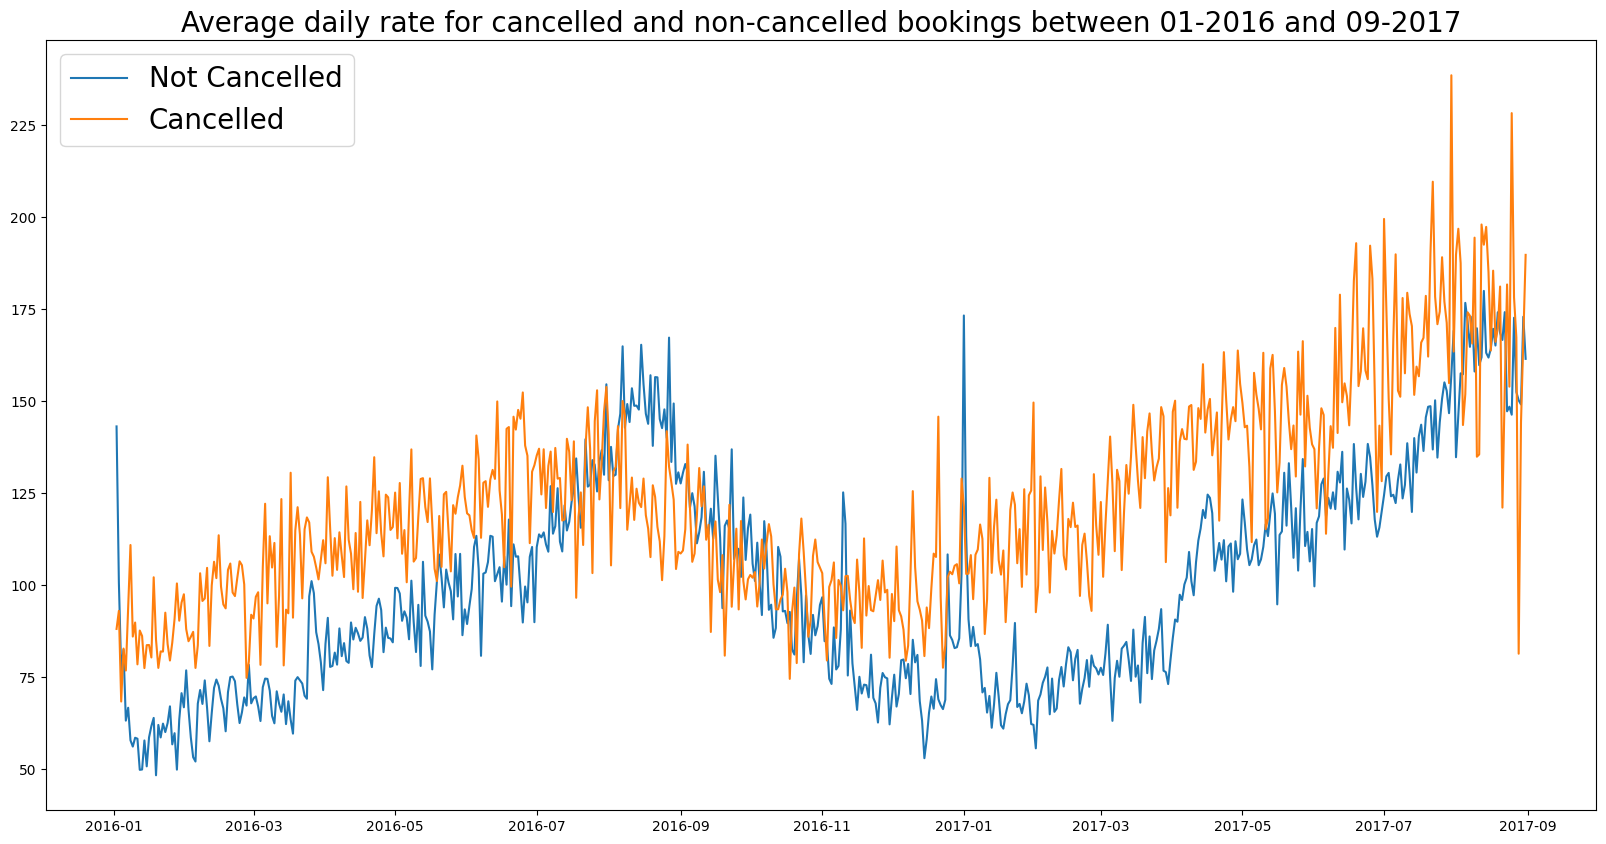 Average daily rate for cancelled and non-cancelled bookings between 01-2016 and 09-2017
Not Cancelled
Cancelled
225
200
175
150
125
100
75
50
2016-01 2016-03 2016-05 2016-07 2016-09 2016-11 2017-01 2017-03 2017-05 2017-07 2017-09